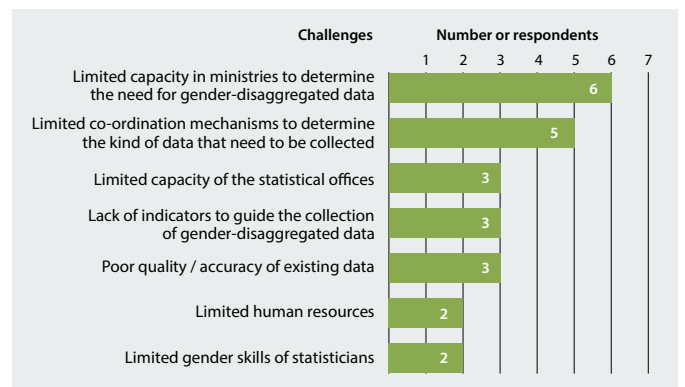 Challenges
Number or respondents
1 2 3 4 5 6 7
Limited capacity in ministries to determine
the need for gender-disaggregated data
6
Limited co-ordination mechanisms to determine
the kind of data that need to be collected
5
Limited capacity of the statistical offices
3
Lack of indicators to guide the collection
of gender-disaggregated data
3
Poor quality / accuracy of existing data
3
Limited human resources
2
Limited gender skills of statisticians
2